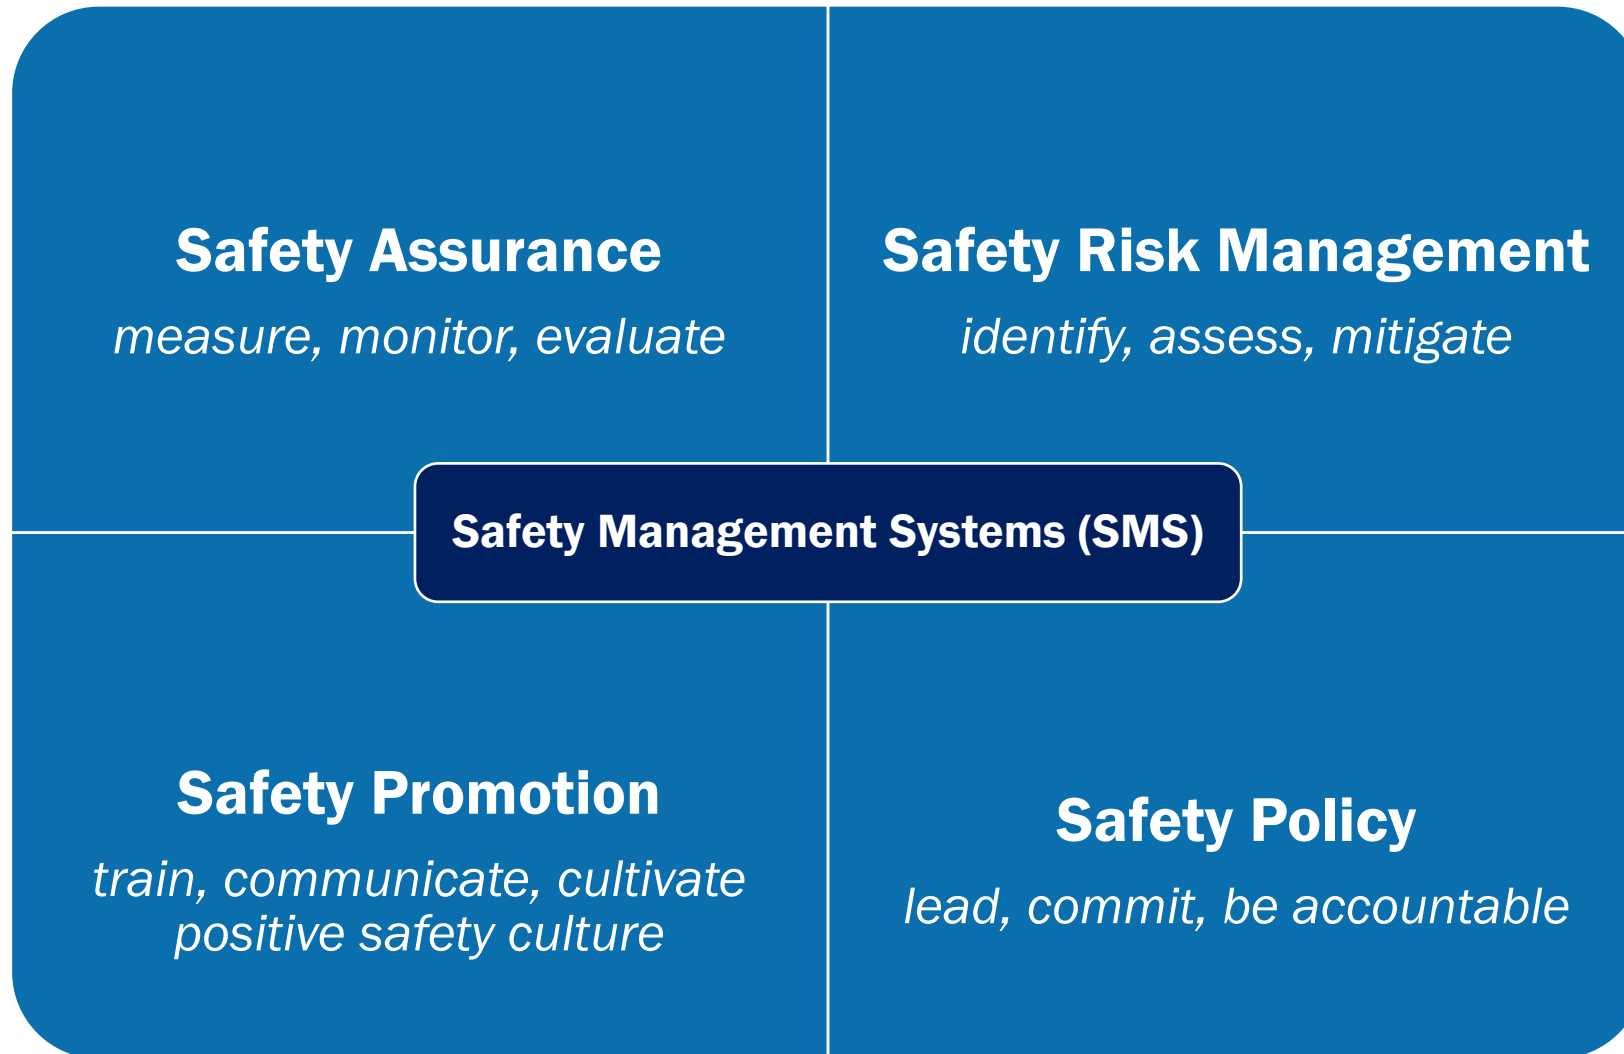 Safety Assurance
measure, monitor, evaluate
Safety Risk Management
identify, assess, mitigate
Safety Management Systems (SMS)
Safety Promotion
train, communicate, cultivate
positive safety culture
Safety Policy
lead, commit, be accountable